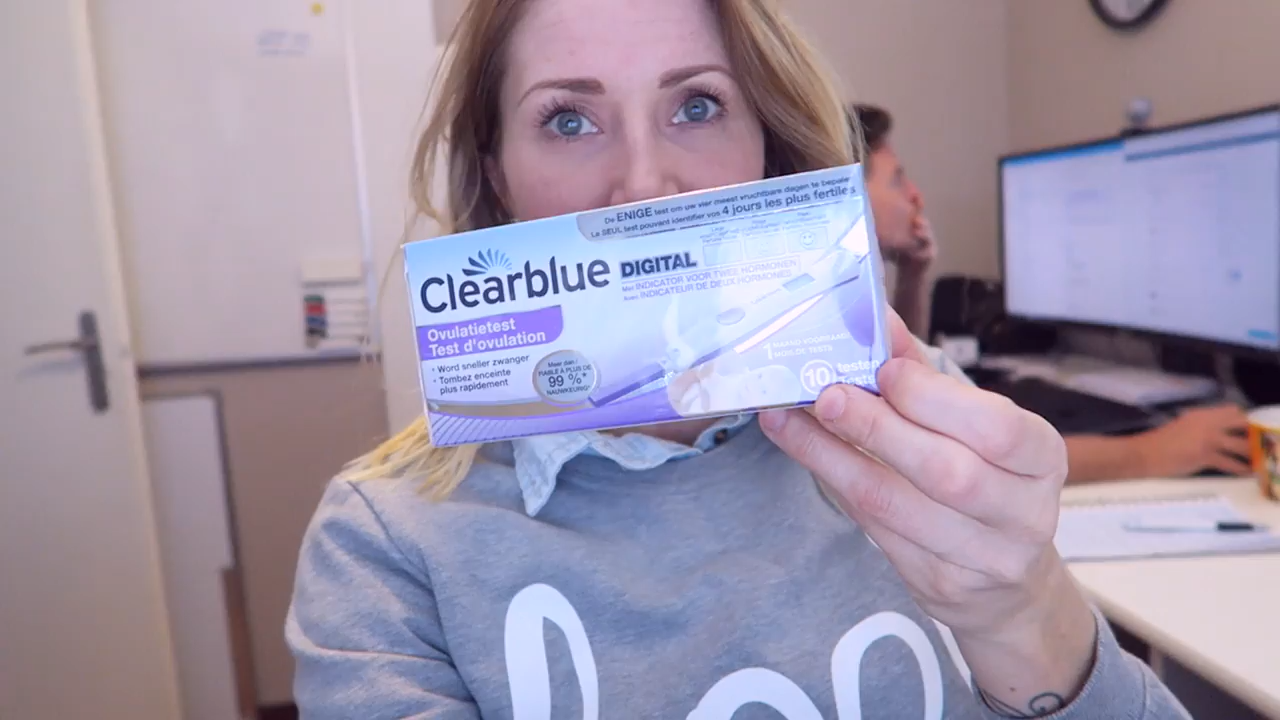 De ENIGE test om uw vier meest vruchtbare dagen te bepalen
Le SEUL test pouvant identifier vos 4 jours les plus fertiles
Clearblue DIGITAL
Met INDICATOR VOOR TWEE HORMONEN
Avec INDICATEUR DE DEUX HORMONES
Ovulatietest
Test d'ovulation
• Word sneller zwanger
• Tombez enceinte
plus rapidement
Meer dan /
FIABLE À PLUS DE
99 %*
NAUWKEURIG
1 MAAND VOORRAAD
MOIS DE TESTS
10 testen
Tests